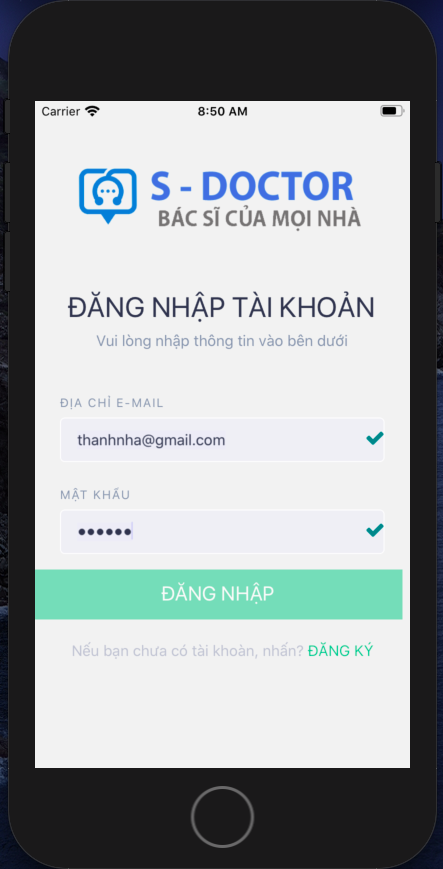 Carrier 8:50 AM
S - DOCTOR
BÁC SĨ CỦA MỌI NHÀ
ĐĂNG NHẬP TÀI KHOẢN
Vui lòng nhập thông tin vào bên dưới
ĐỊA CHỈ E-MAIL
thanhnha@gmail.com
MẬT KHẨU
••••••
ĐĂNG NHẬP
Nếu bạn chưa có tài khoản, nhấn? ĐĂNG KÝ